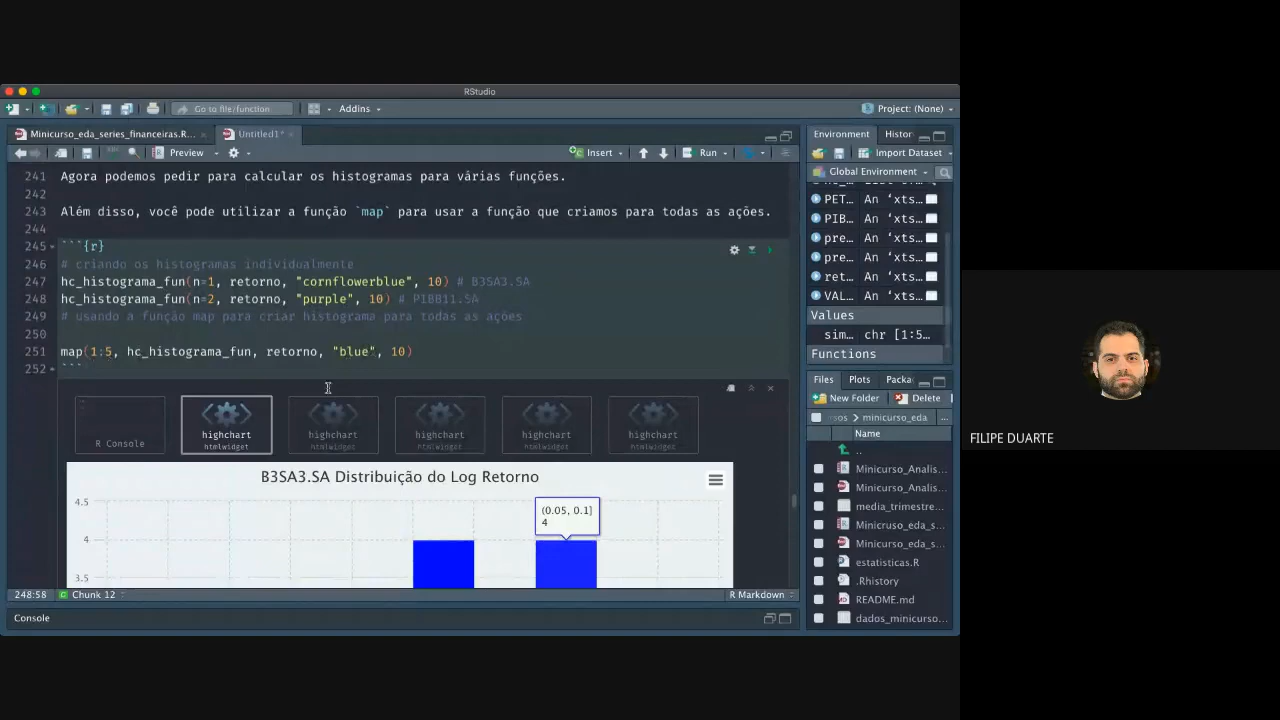 RStudio
Go to file/function
Addins
Project: (None)
Minicurso_eda_series_financeiras.R...
Untitled1*
Preview
Insert
Run
241 Agora podemos pedir para calcular os histogramas para várias funções.
242
243 Além disso, você pode utilizar a função `map` para usar a função que criamos para todas as ações.
244
245 ```{r}
246 # criando os histogramas individualmente
247 hc_histograma_fun(n=1, retorno, "cornflowerblue", 10) # B3SA3.SA
248 hc_histograma_fun(n=2, retorno, "purple", 10) # PIBB11.SA
249 # usando a função map para criar histograma para todas as ações
250
251 map(1:5, hc_histograma_fun, retorno, "blue", 10)
252 ```
R Console
highchart
htmlwidget
highchart
htmlwidget
highchart
htmlwidget
highchart
htmlwidget
highchart
htmlwidget
B3SA3.SA Distribuição do Log Retorno
4.5
4
3.5
(0.05, 0.1]
4
248:58
Chunk 12
R Markdown
Console
Environment
Histor
Import Dataset
Global Environment
PET… An ‘xts…
PIB… An ‘xts…
pre… An ‘xts…
pre… An ‘xts…
ret… An ‘xts…
VAL… An ‘xts…
Values
sim… chr [1:5…
Functions
Files
Plots
Packa
New Folder
Delete
minicurso_eda
...
Name
..
Minicurso_Analis...
Minicurso_Analis...
media_trimestre...
Minicruso_eda_s...
Minicurso_eda_s...
estatisticas.R
.Rhistory
README.md
dados_minicurso...
FILIPE DUARTE